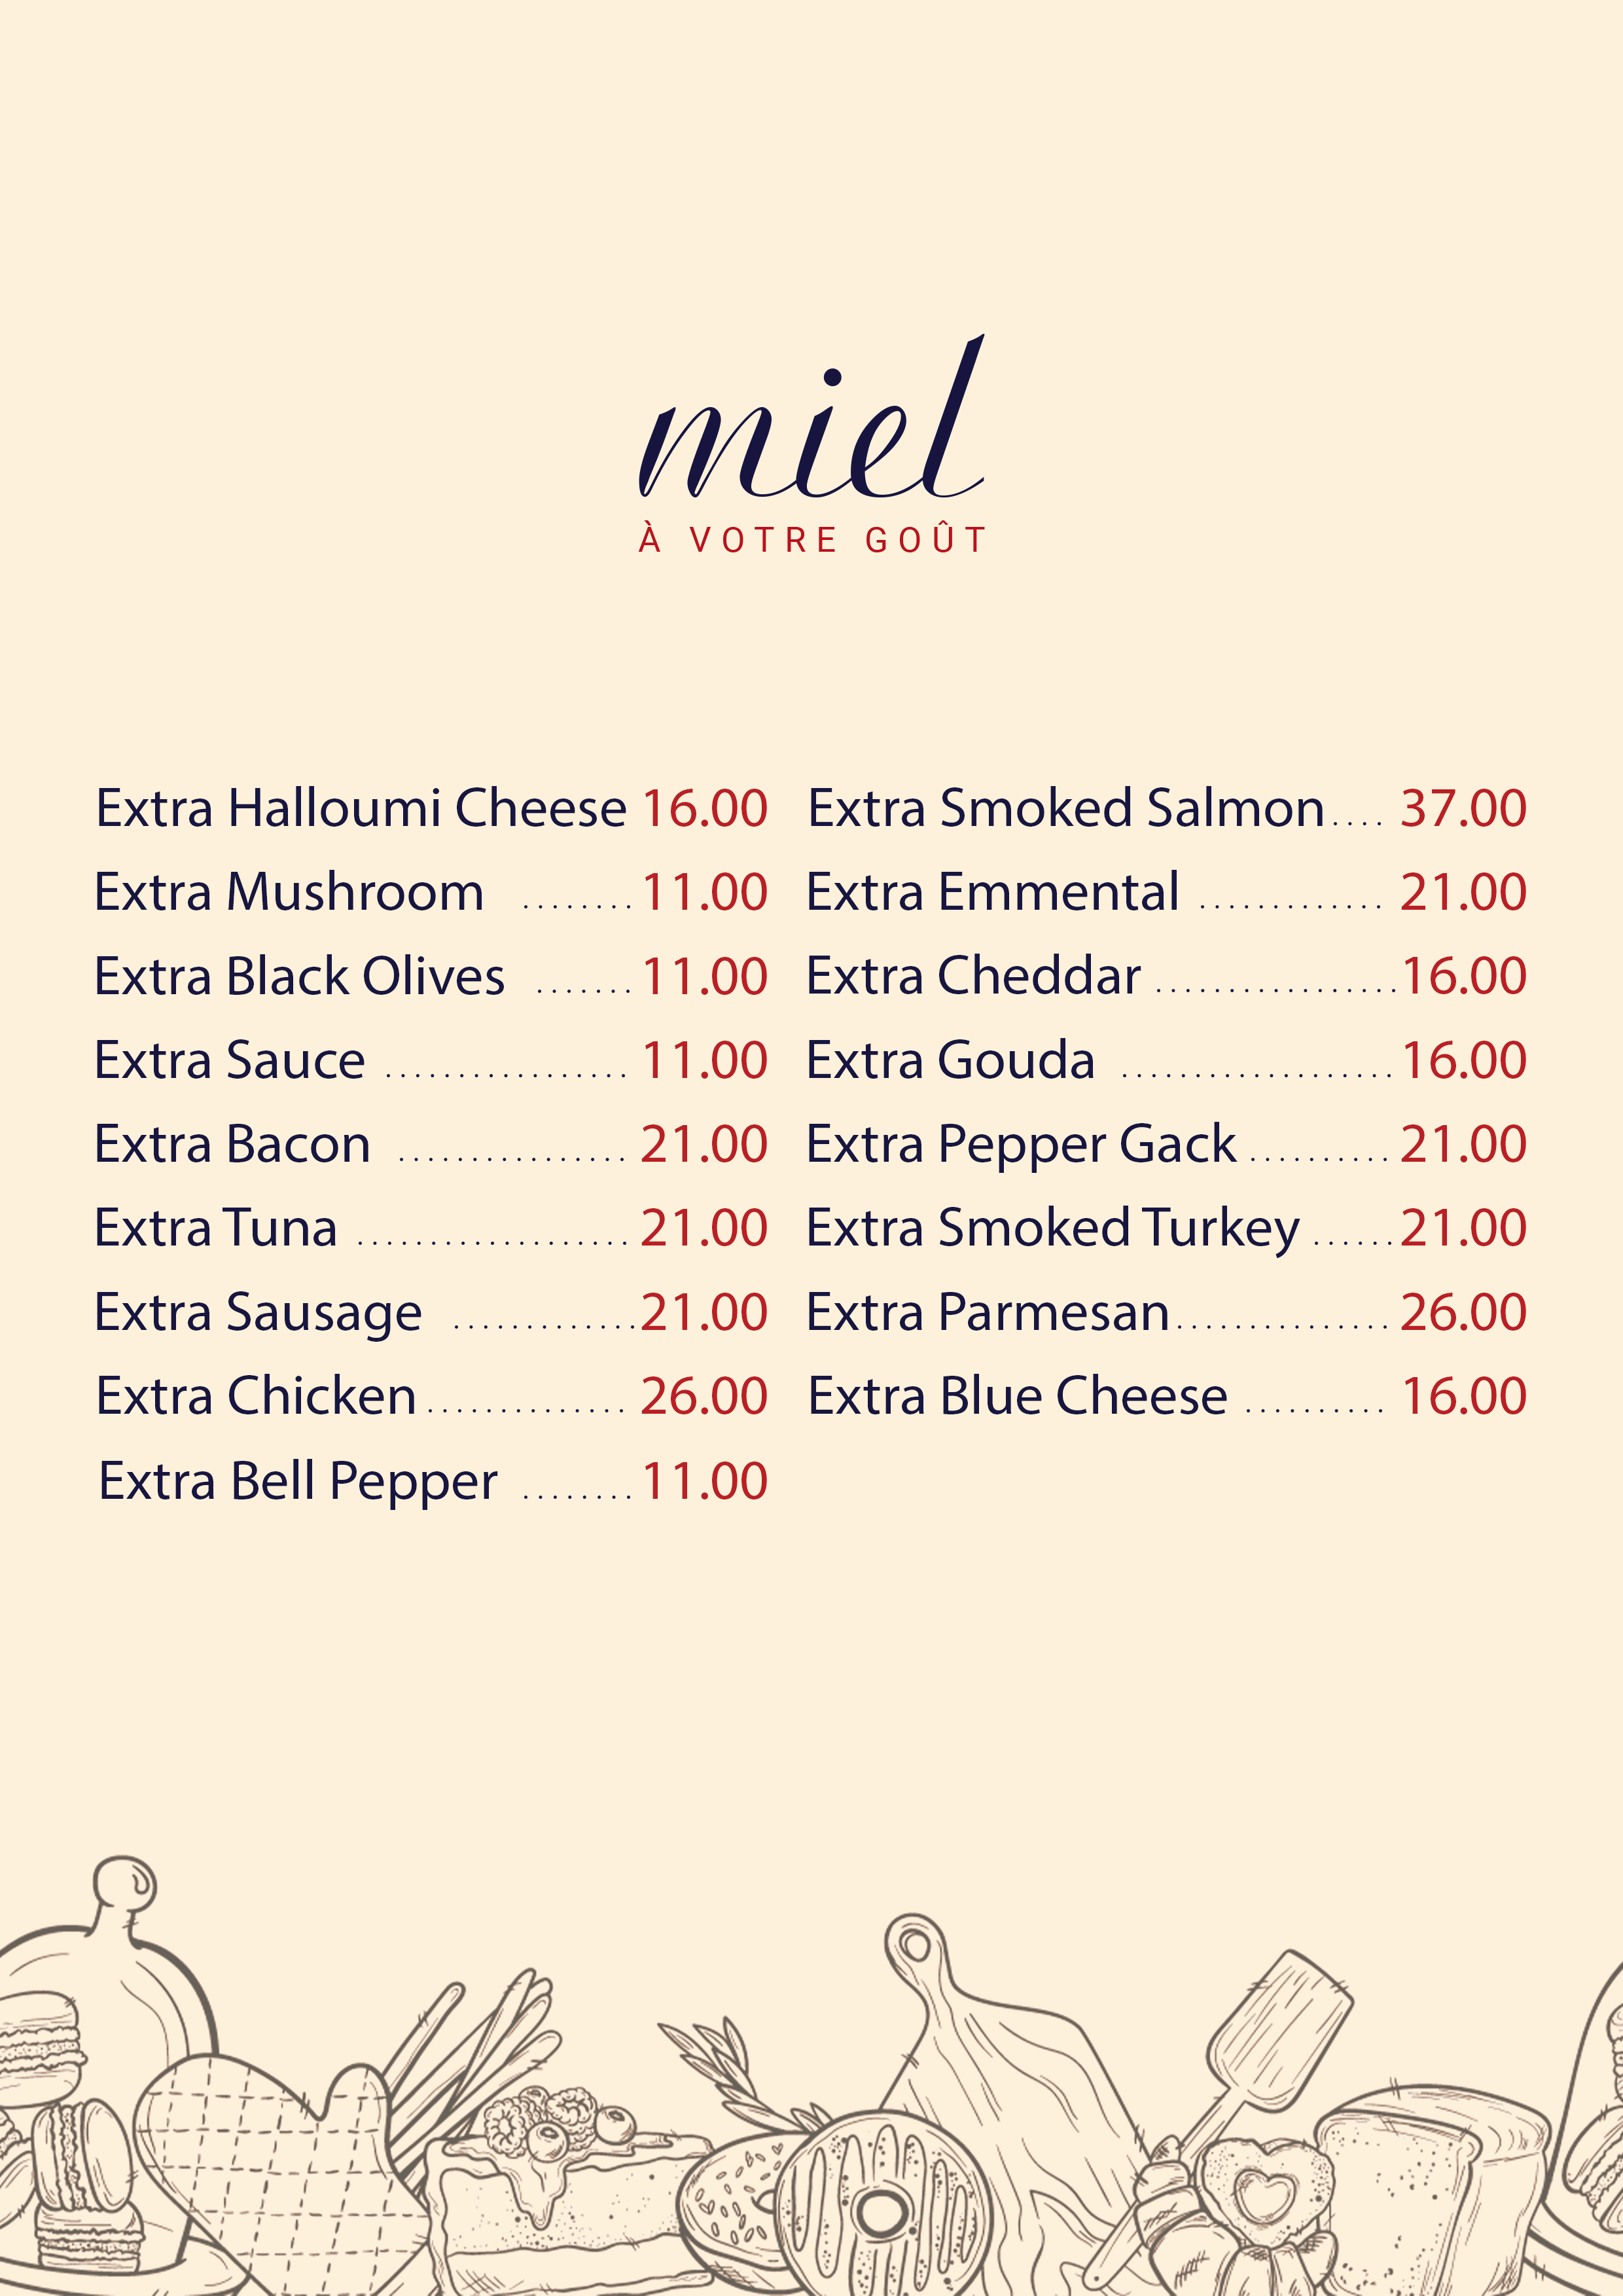 miel
À VOTRE GOÛT
Extra Halloumi Cheese 16.00
Extra Mushroom ........ 11.00
Extra Black Olives ....... 11.00
Extra Sauce ................. 11.00
Extra Bacon ................ 21.00
Extra Tuna ................... 21.00
Extra Sausage ............. 21.00
Extra Chicken .............. 26.00
Extra Bell Pepper ........ 11.00
Extra Smoked Salmon .... 37.00
Extra Emmental ............. 21.00
Extra Cheddar ................. 16.00
Extra Gouda ................... 16.00
Extra Pepper Gack .......... 21.00
Extra Smoked Turkey ...... 21.00
Extra Parmesan ............... 26.00
Extra Blue Cheese .......... 16.00